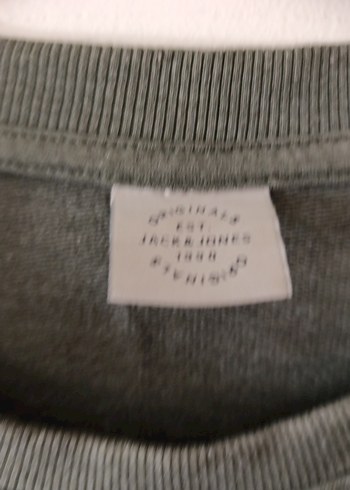 ORIGINALS
EST.
JACK & JONES
1990
ORIGINALS